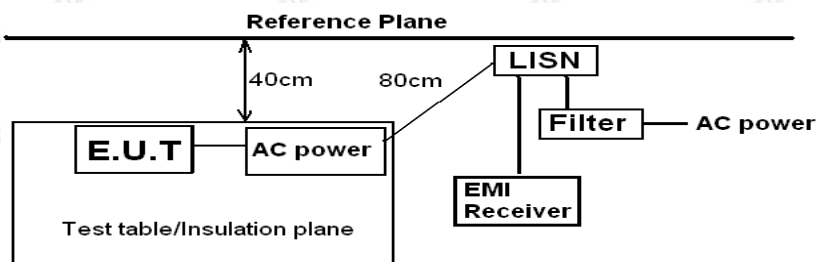 Reference Plane
LISN
40cm
80cm
Filter
AC power
E.U.T
AC power
EMI
Receiver
Test table/Insulation plane